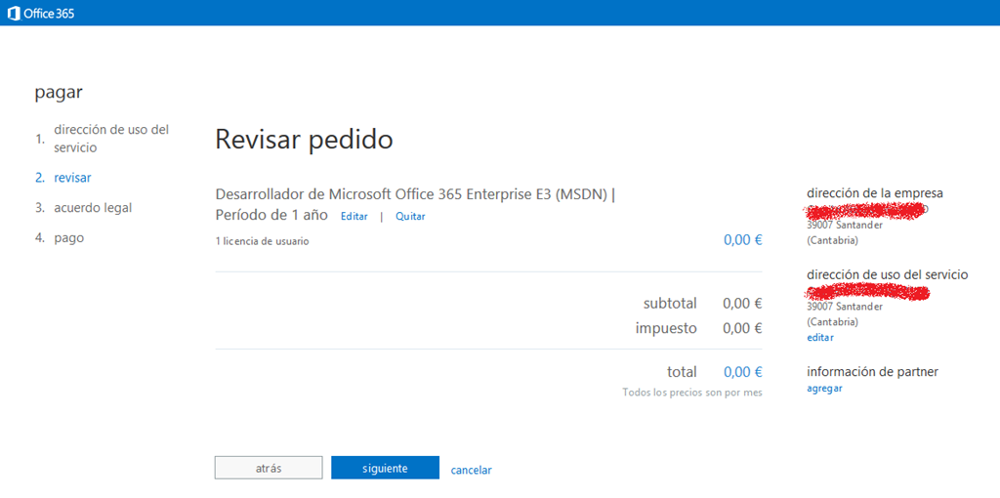 Office 365
pagar
1. dirección de uso del
servicio
2. revisar
3. acuerdo legal
4. pago
Revisar pedido
Desarrollador de Microsoft Office 365 Enterprise E3 (MSDN) |
Período de 1 año Editar | Quitar
1 licencia de usuario 0,00 €
subtotal 0,00 €
impuesto 0,00 €
total 0,00 €
Todos los precios son por mes
dirección de la empresa
39007 Santander
(Cantabria)
dirección de uso del servicio
39007 Santander
(Cantabria)
editar
información de partner
agregar
atrás siguiente cancelar